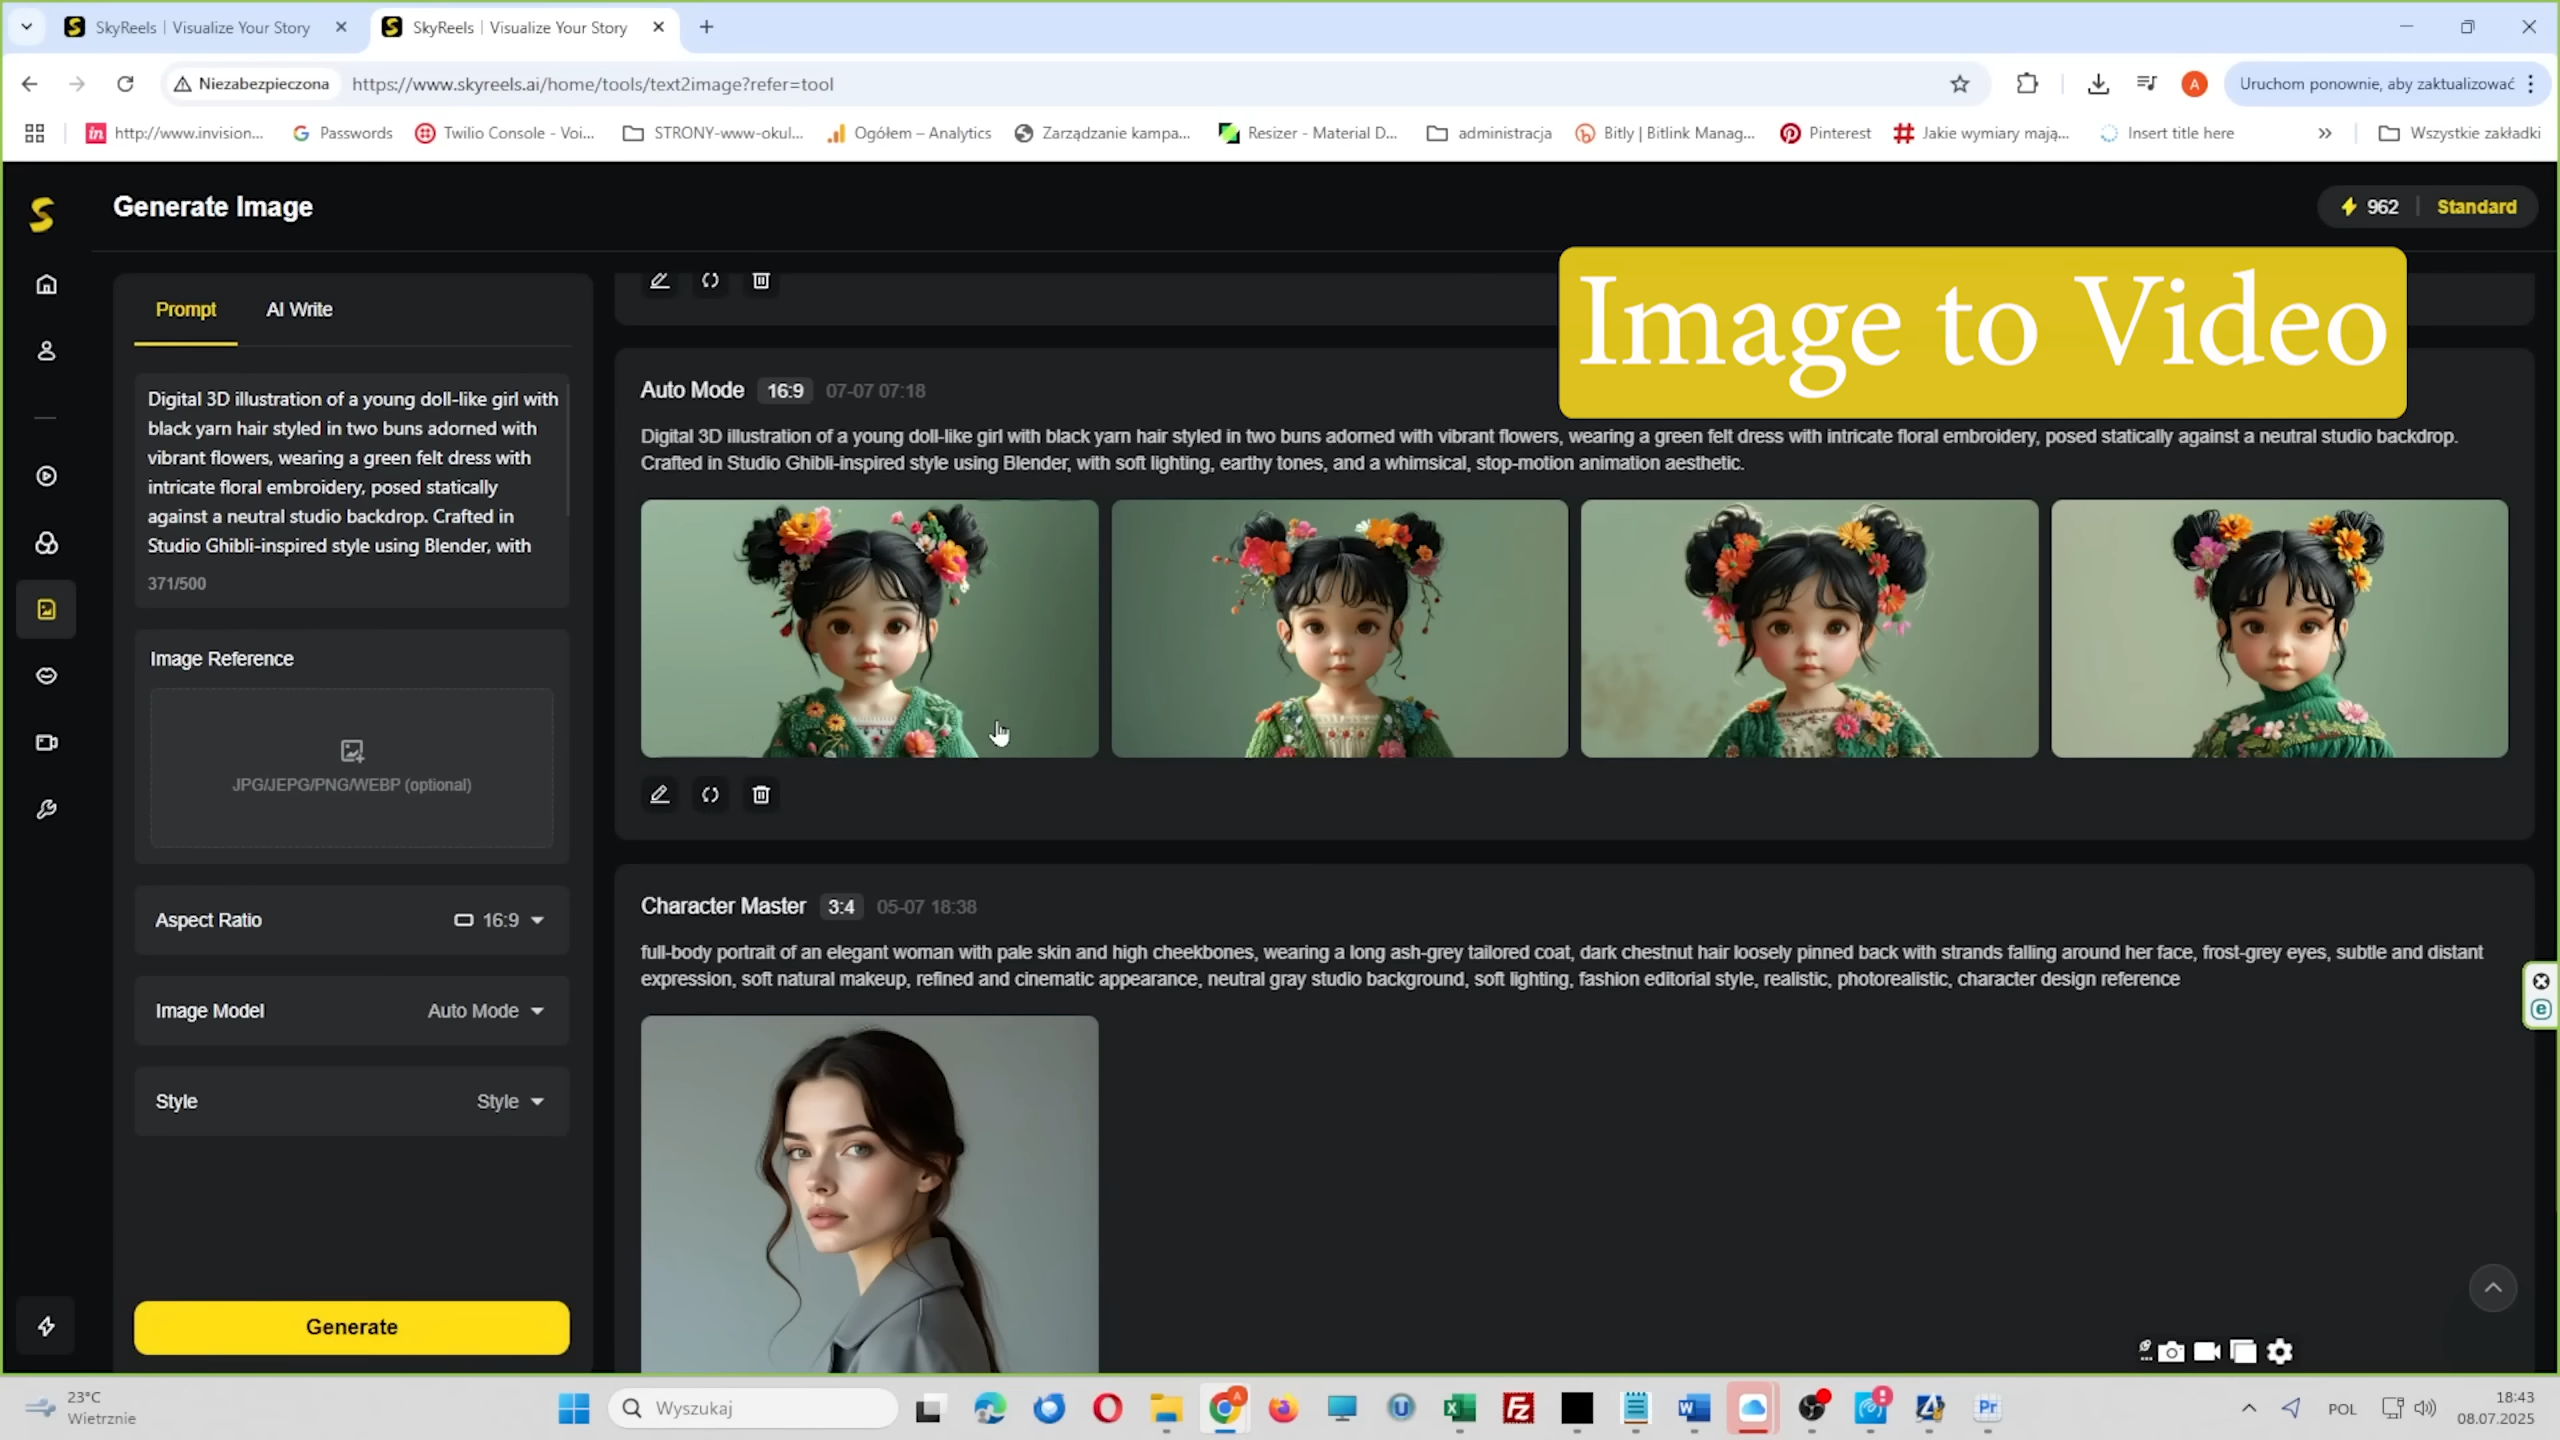 SkyReels | Visualize Your Story
SkyReels | Visualize Your Story
Niezabezpieczona
https://www.skyreels.ai/home/tools/text2image?refer=tool
A
Uruchom ponownie, aby zaktualizować
in http://www.invision...
Passwords
Twilio Console - Voi...
STRONY-www-okul...
Ogółem – Analytics
Zarządzanie kampa...
Resizer - Material D...
administracja
Bitly | Bitlink Manag...
Pinterest
Jakie wymiary mają...
Insert title here
Wszystkie zakładki
Generate Image
962 | Standard
Image to Video
Prompt
AI Write
Digital 3D illustration of a young doll-like girl with
black yarn hair styled in two buns adorned with
vibrant flowers, wearing a green felt dress with
intricate floral embroidery, posed statically
against a neutral studio backdrop. Crafted in
Studio Ghibli-inspired style using Blender, with
371/500
Image Reference
JPG/JEPG/PNG/WEBP (optional)
Aspect Ratio
16:9
Image Model
Auto Mode
Style
Style
Generate
Auto Mode 16:9 07-07 07:18
Digital 3D illustration of a young doll-like girl with black yarn hair styled in two buns adorned with vibrant flowers, wearing a green felt dress with intricate floral embroidery, posed statically against a neutral studio backdrop.
Crafted in Studio Ghibli-inspired style using Blender, with soft lighting, earthy tones, and a whimsical, stop-motion animation aesthetic.
Character Master 3:4 05-07 18:38
full-body portrait of an elegant woman with pale skin and high cheekbones, wearing a long ash-grey tailored coat, dark chestnut hair loosely pinned back with strands falling around her face, frost-grey eyes, subtle and distant
expression, soft natural makeup, refined and cinematic appearance, neutral gray studio background, soft lighting, fashion editorial style, realistic, photorealistic, character design reference
23°C
Wietrznie
Wyszukaj
POL
18:43
08.07.2025